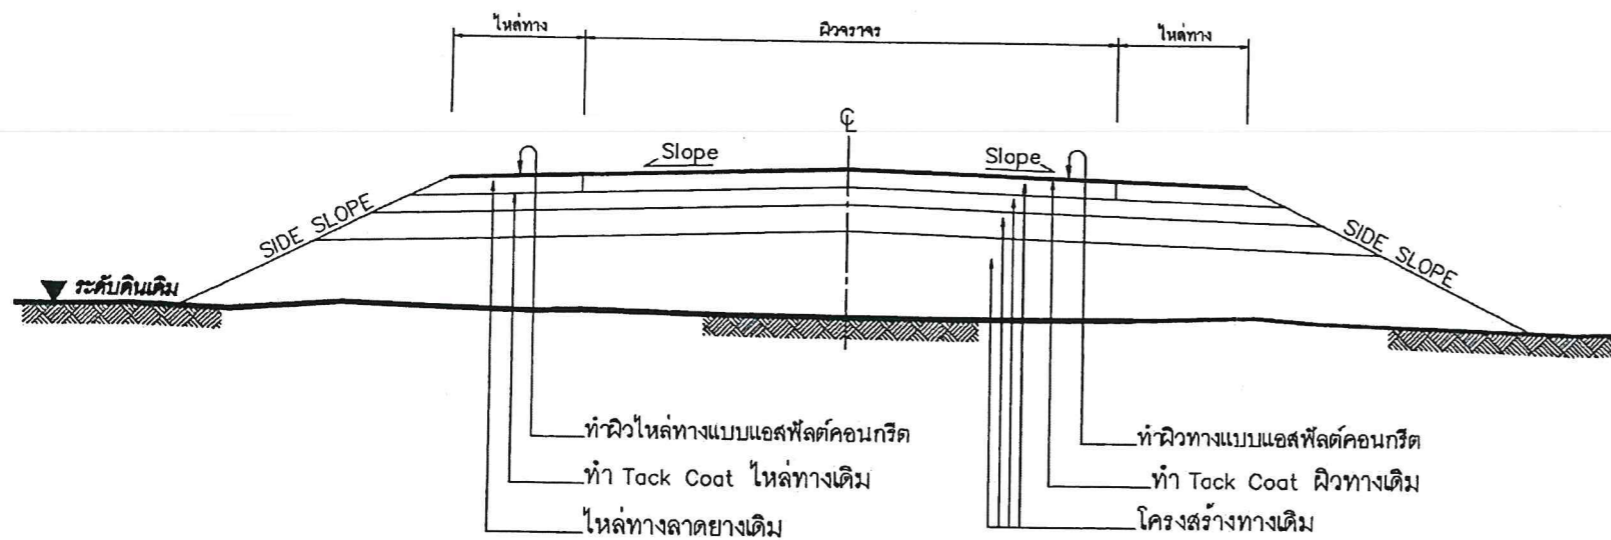 ไหล่ทาง
ผิวจราจร
ไหล่ทาง
℄
Slope
Slope
SIDE SLOPE
SIDE SLOPE
ระดับดินเดิม
ทำผิวไหล่ทางแบบแอสฟัลต์คอนกรีต
ทำ Tack Coat ไหล่ทางเดิม
ไหล่ทางลาดยางเดิม
ทำผิวทางแบบแอสฟัลต์คอนกรีต
ทำ Tack Coat ผิวทางเดิม
โครงสร้างทางเดิม